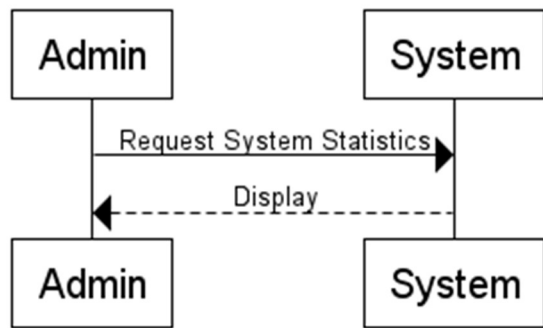 Admin
System
Request System Statistics
Display
Admin
System